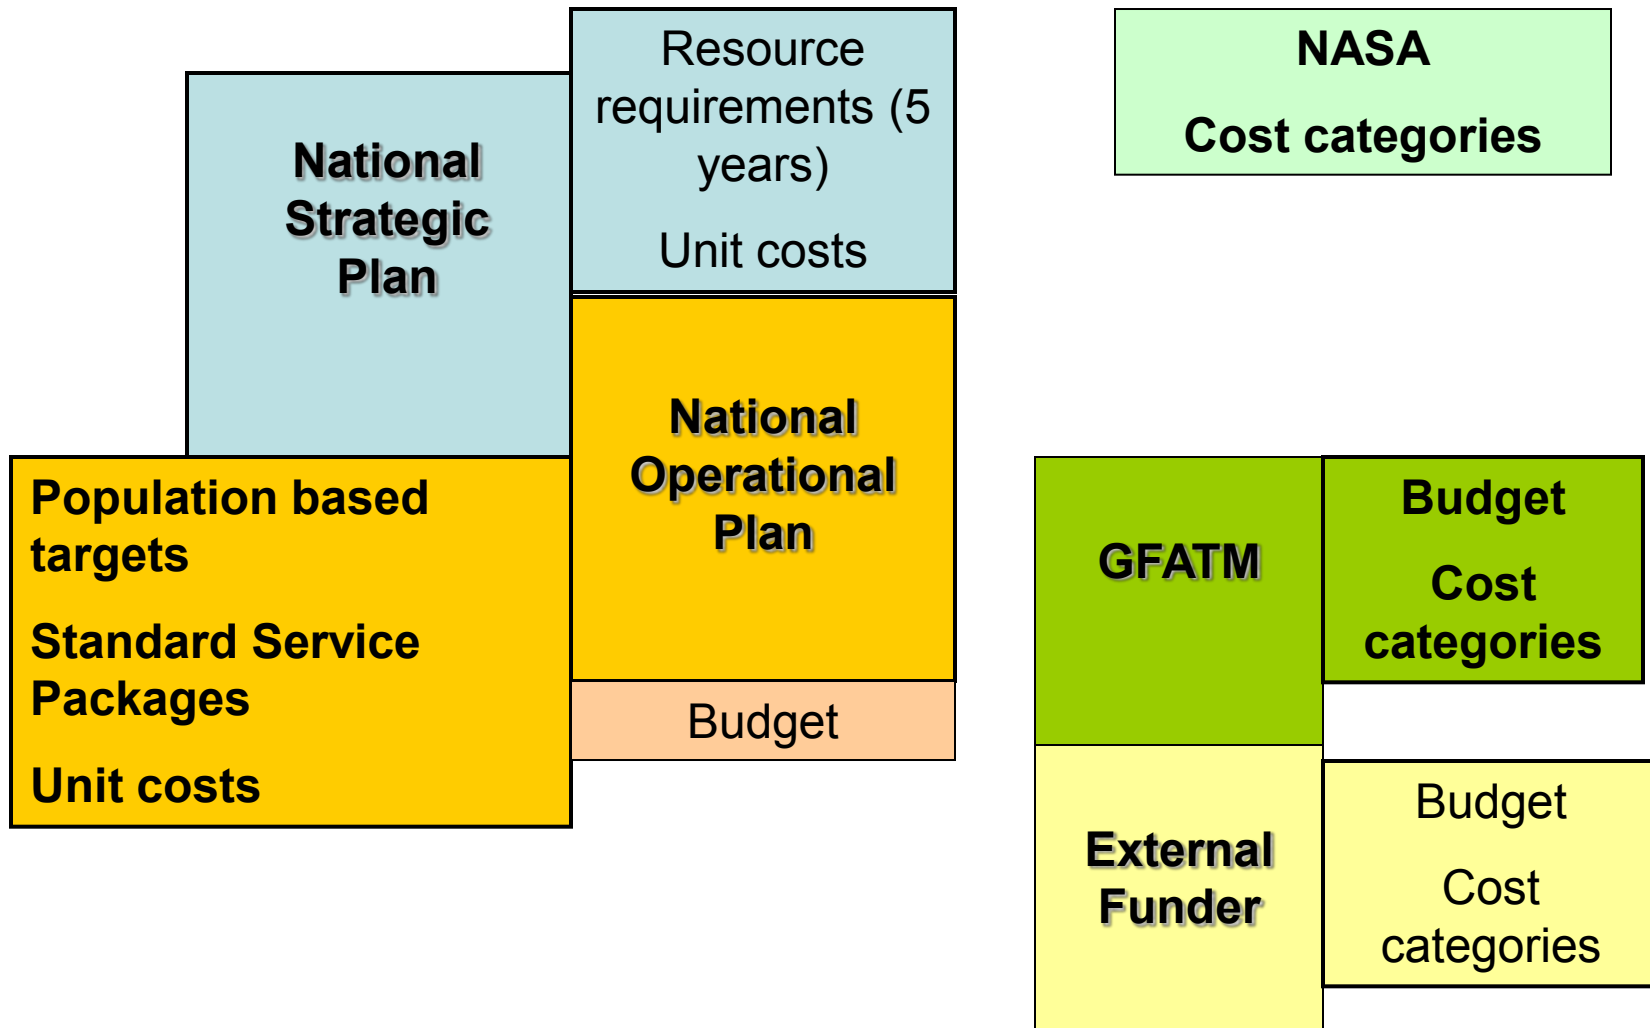 National
Strategic
Plan
Resource
requirements (5
years)
Unit costs
NASA
Cost categories
National
Operational
Plan
Budget
Population based
targets
Standard Service
Packages
Unit costs
GFATM
Budget
Cost
categories
External
Funder
Budget
Cost
categories